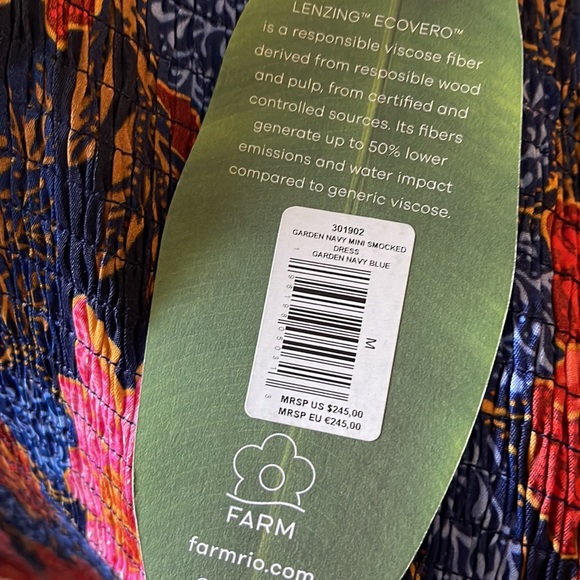 LENZING™ ECOVERO™
is a responsible viscose fiber
derived from resposible wood
and pulp, from certified and
controlled sources. Its fibers
generate up to 50% lower
emissions and water impact
compared to generic viscose.
301902
GARDEN NAVY MINI SMOCKED
DRESS
GARDEN NAVY BLUE
M
MRSP US $245,00
MRSP EU €245,00
FARM
farmrio.com